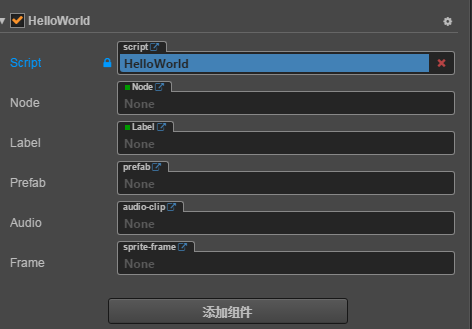 HelloWorld
script
Script HelloWorld
Node
Node None
Label
Label None
prefab
Prefab None
audio-clip
Audio None
sprite-frame
Frame None
添加组件